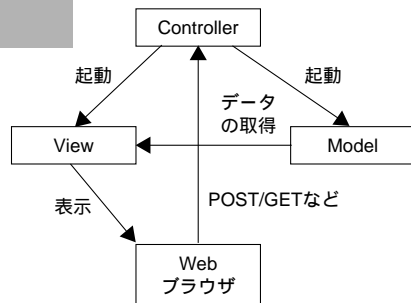 Controller
起動
起動
データ
の取得
View
Model
表示
POST/GETなど
Web
ブラウザ